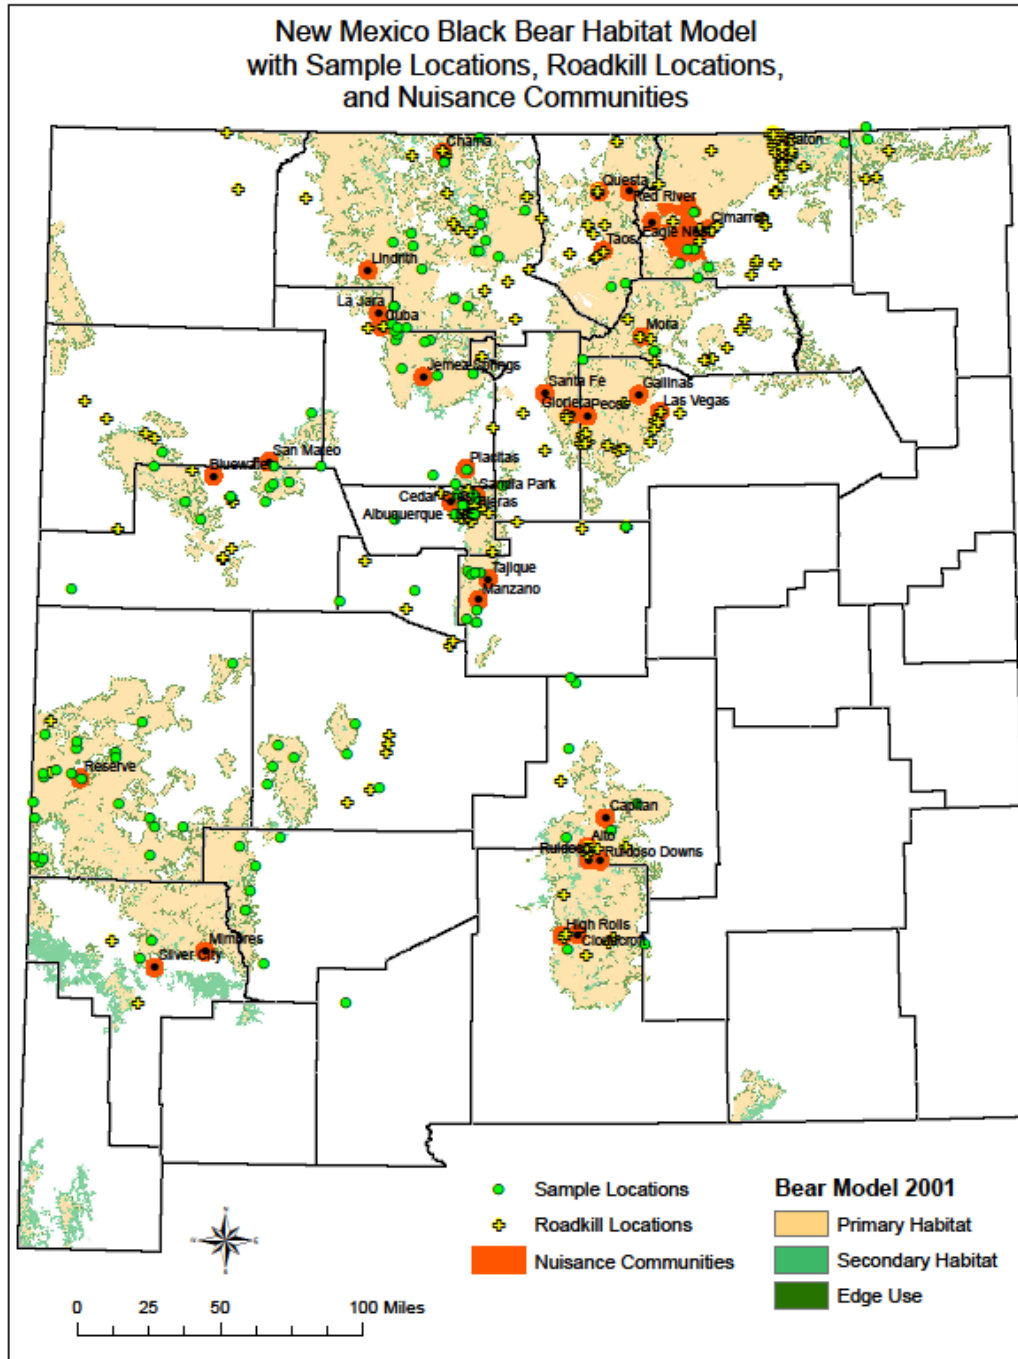 New Mexico Black Bear Habitat Model
with Sample Locations, Roadkill Locations,
and Nuisance Communities
Chama
Raton
Questa
Red River
Cimarron
Eagle Nest
Taos
Lindrith
La Jara
Cuba
Mora
Jemez Springs
Santa Fe
Gallinas
Glorieta
Pecos
Las Vegas
San Mateo
Bluewater
Placitas
Sandia Park
Cedar Crest
Tijeras
Albuquerque
Tajique
Manzano
Reserve
Capitan
Alto
Ruidoso
Ruidoso Downs
High Rolls
Cloudcroft
Mimbres
Silver City
N
W
E
S
Sample Locations
Roadkill Locations
Nuisance Communities
Bear Model 2001
Primary Habitat
Secondary Habitat
Edge Use
0 25 50 100 Miles